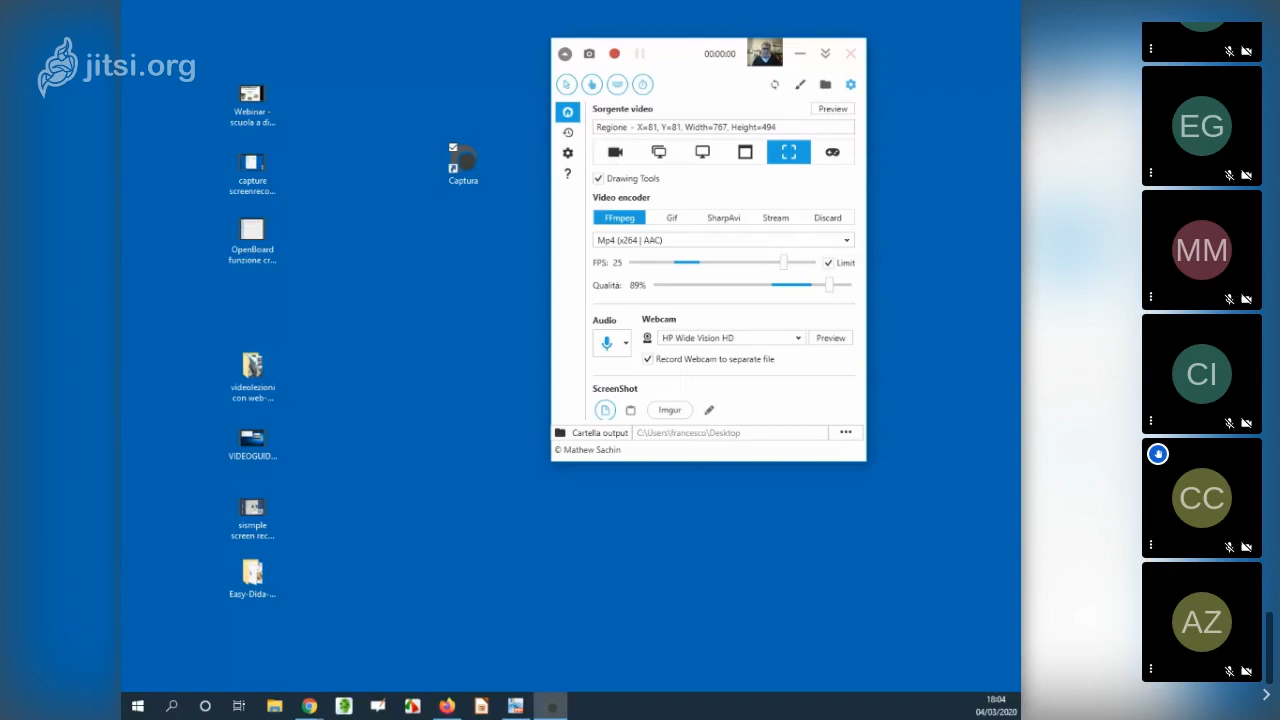 jitsi.org
Webinar -
scuola a di...
capture
screenreco...
OpenBoard
funzione cr...
videolezioni
con web-...
VIDEOGUID...
sismple
screen rec...
Easy-Dida-...
Captura
00:00:00
Sorgente video
Preview
Regione - X=81, Y=81, Width=767, Height=494
Drawing Tools
Video encoder
FFmpeg Gif SharpAvi Stream Discard
Mp4 (x264 | AAC)
FPS: 25
Limit
Qualità: 89%
Audio
Webcam
HP Wide Vision HD
Preview
Record Webcam to separate file
ScreenShot
Imgur
Cartella output
C:\Users\francesco\Desktop
© Mathew Sachin
18:04
04/03/2020
EG
MM
CI
CC
AZ